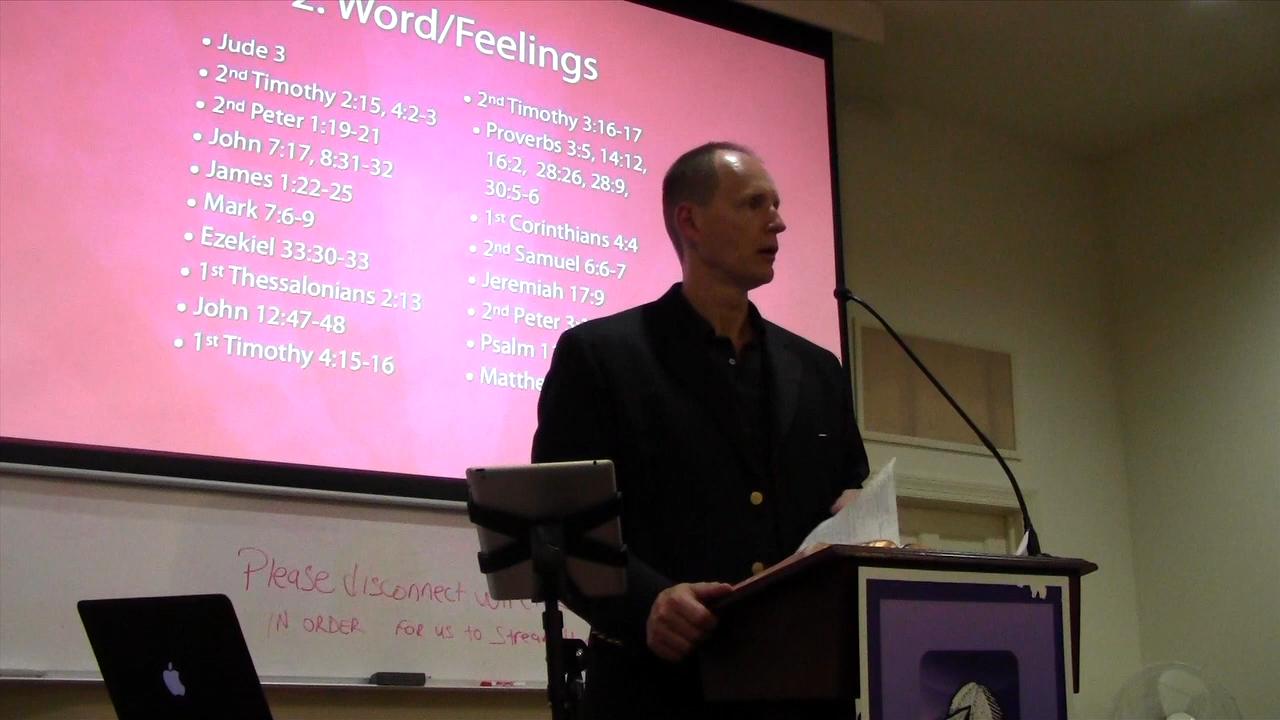 2. Word/Feelings
• Jude 3
• 2nd Timothy 2:15, 4:2-3
• 2nd Peter 1:19-21
• John 7:17, 8:31-32
• James 1:22-25
• Mark 7:6-9
• Ezekiel 33:30-33
• 1st Thessalonians 2:13
• John 12:47-48
• 1st Timothy 4:15-16
• 2nd Timothy 3:16-17
• Proverbs 3:5, 14:12,
16:2, 28:26, 28:9,
30:5-6
• 1st Corinthians 4:4
• 2nd Samuel 6:6-7
• Jeremiah 17:9
• 2nd Peter 3:
• Psalm 1
• Matthe
Please disconnect
IN ORDER FOR US to Strea